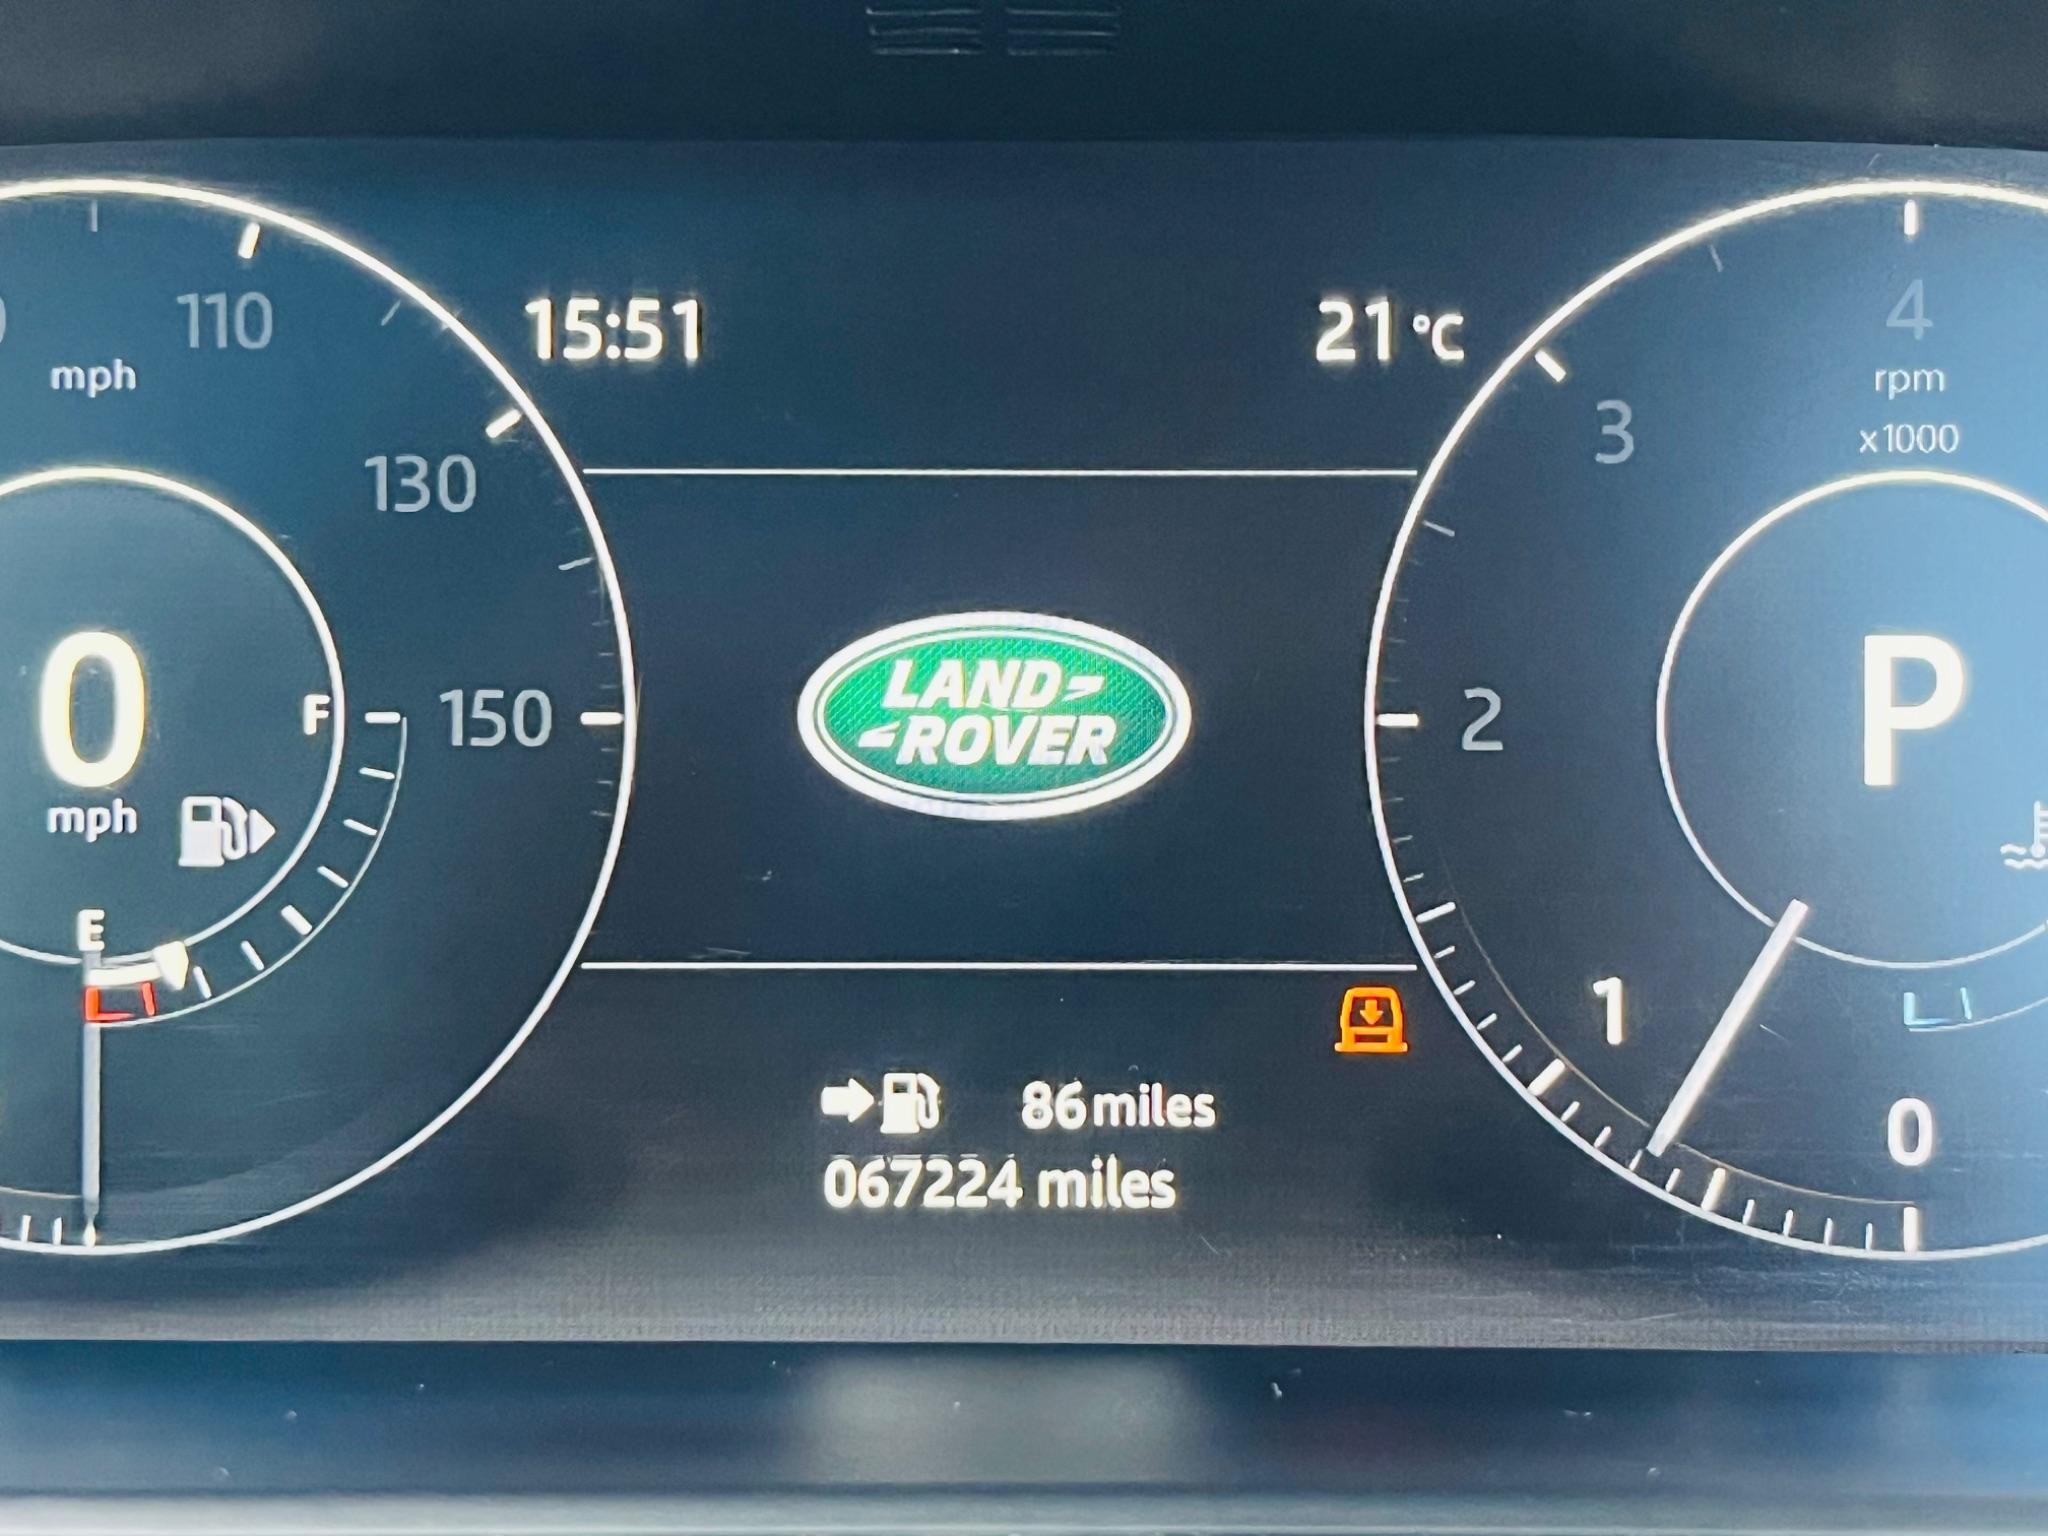 15:51
21 °C
110
mph
130
150
0
mph
F
E
LAND
ROVER
4
rpm
x1000
3
2
1
0
P
86 miles
067224 miles